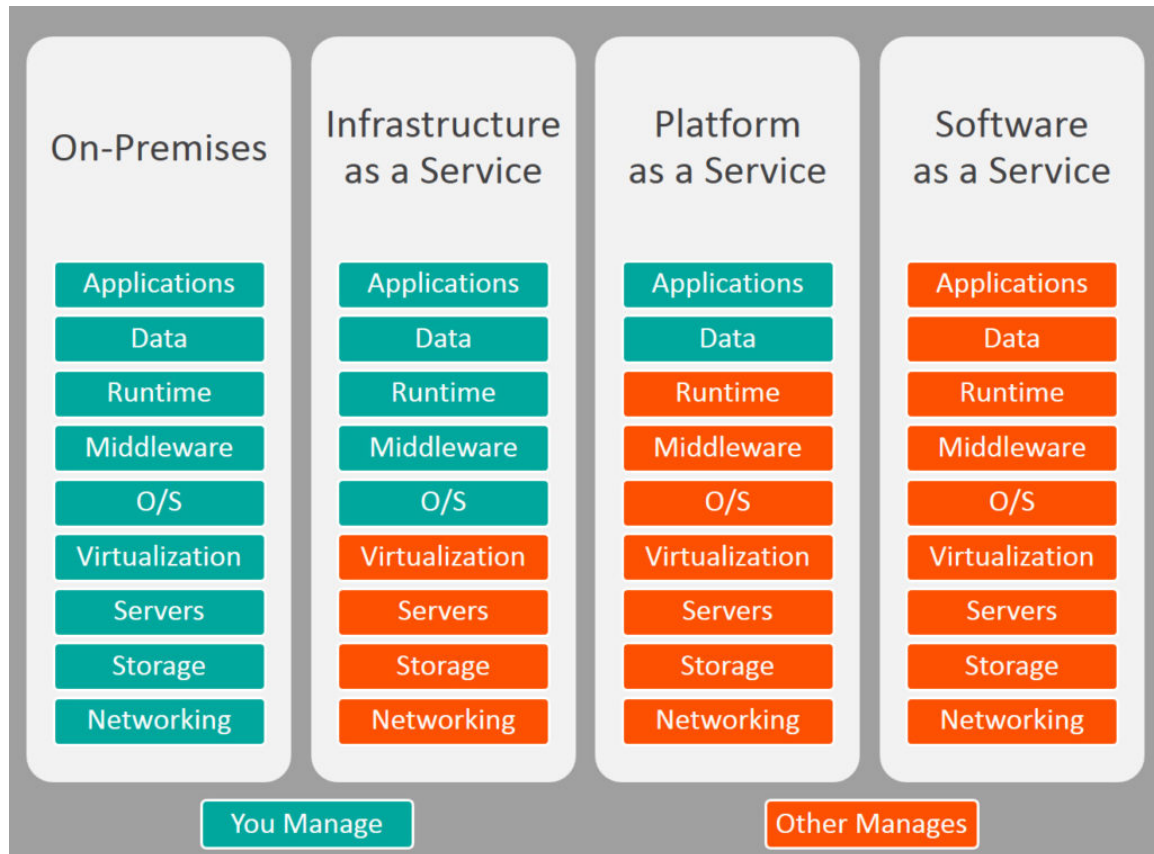 On-Premises
Applications
Data
Runtime
Middleware
O/S
Virtualization
Servers
Storage
Networking
Infrastructure
as a Service
Applications
Data
Runtime
Middleware
O/S
Virtualization
Servers
Storage
Networking
Platform
as a Service
Applications
Data
Runtime
Middleware
O/S
Virtualization
Servers
Storage
Networking
Software
as a Service
Applications
Data
Runtime
Middleware
O/S
Virtualization
Servers
Storage
Networking
You Manage
Other Manages